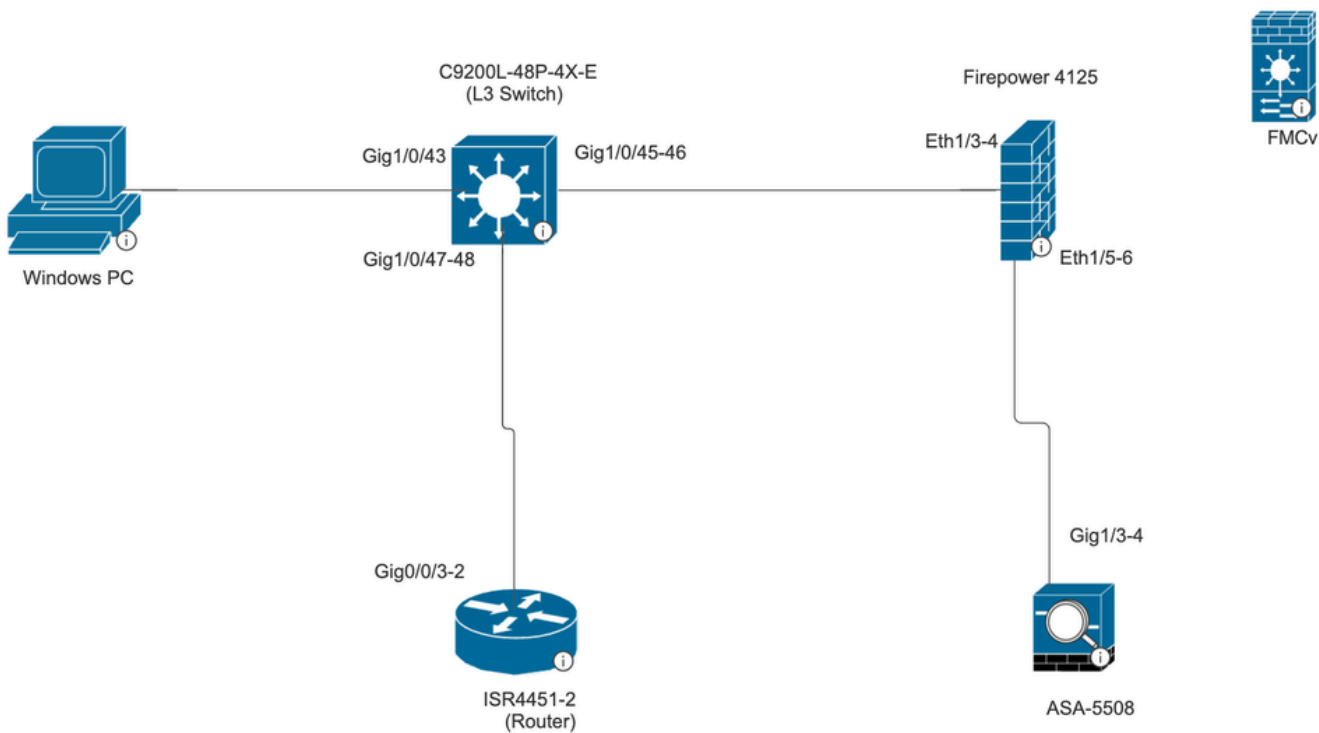 C9200L-48P-4X-E
(L3 Switch)
Firepower 4125
FMCv
Gig1/0/43
Gig1/0/45-46
Eth1/3-4
Windows PC
Gig1/0/47-48
Eth1/5-6
Gig0/0/3-2
Gig1/3-4
ISR4451-2
(Router)
ASA-5508